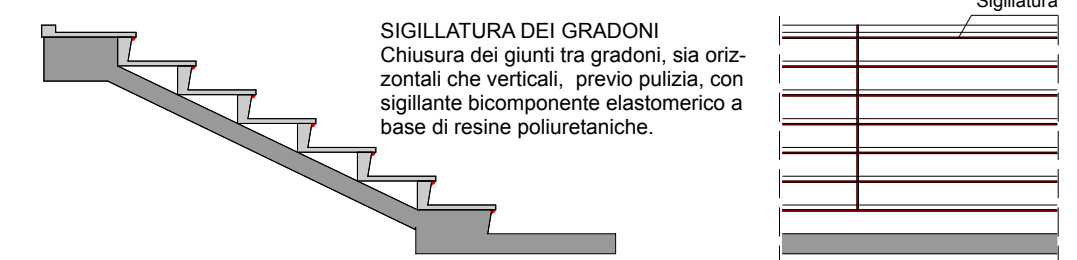 Sigillatura
SIGILLATURA DEI GRADONI
Chiusura dei giunti tra gradoni, sia oriz-
zontali che verticali,  previo pulizia, con
sigillante bicomponente elastomerico a
base di resine poliuretaniche.